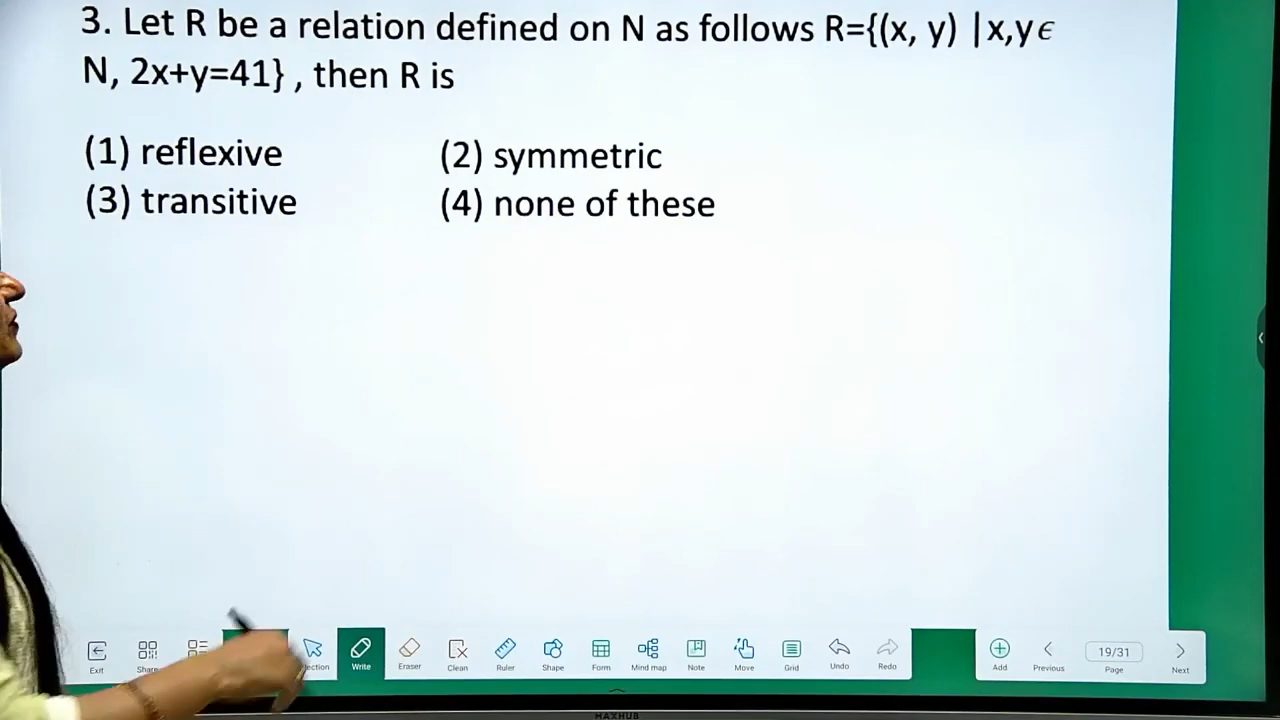 3. Let R be a relation defined on N as follows R={(x, y) |x,yϵ
N, 2x+y=41} , then R is
(1) reflexive (2) symmetric
(3) transitive (4) none of these
Exit Share ection Write Eraser Clean Ruler Shape Form Mind map Note Move Grid Undo Redo Add Previous 19/31 Page Next
HAXHUB